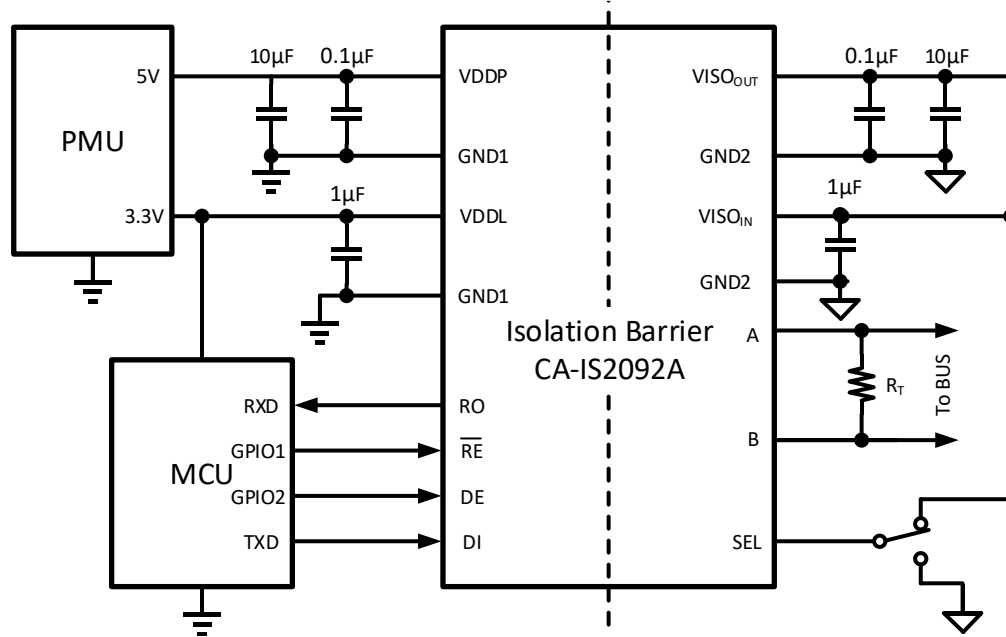 PMU
5V
3.3V
10µF
0.1µF
1µF
VDDP
GND1
VDDL
GND1
RO
RE
DE
DI
Isolation Barrier
CA-IS2092A
VISOOUT
GND2
VISOIN
GND2
A
B
SEL
0.1µF
10µF
1µF
RT
To BUS
MCU
RXD
GPIO1
GPIO2
TXD